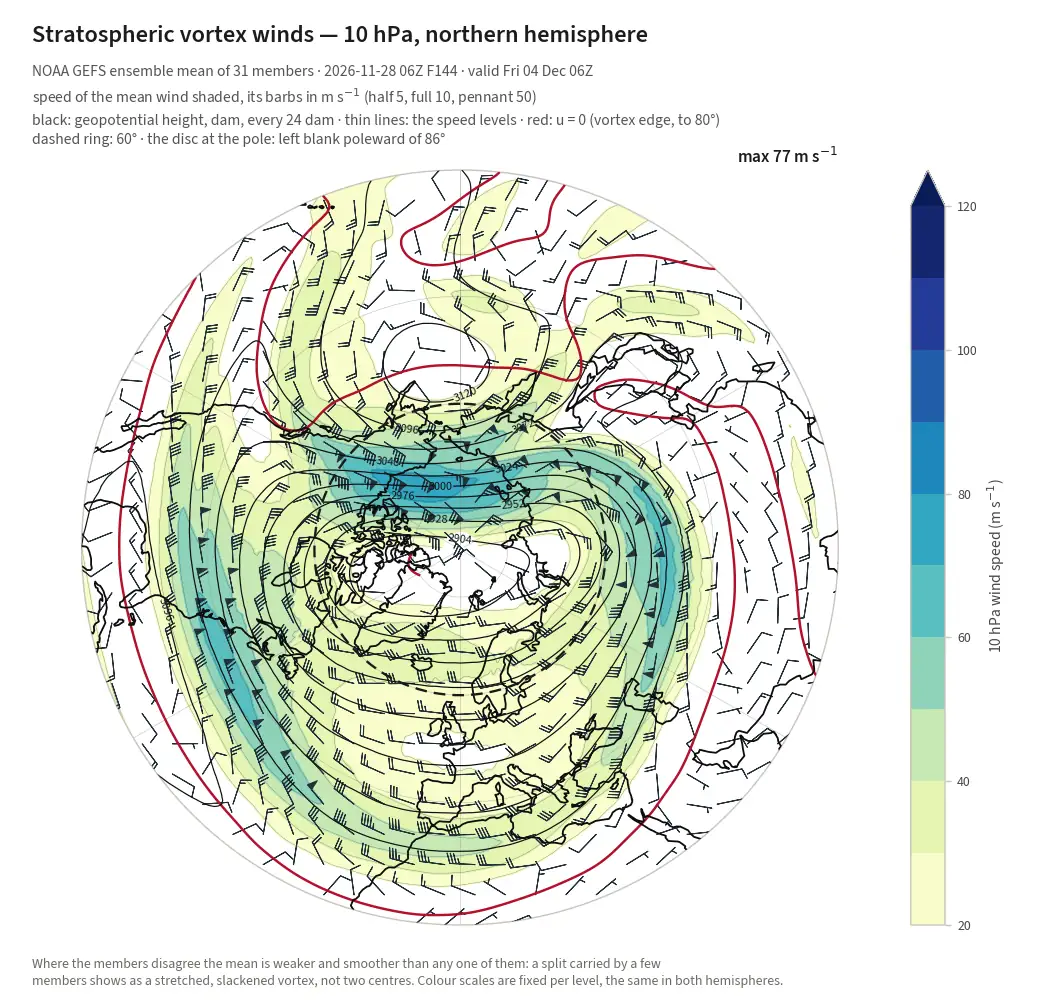 Stratospheric vortex winds — 10 hPa, northern hemisphere
NOAA GEFS ensemble mean of 31 members · 2026-11-28 06Z F144 · valid Fri 04 Dec 06Z
speed of the mean wind shaded, its barbs in m s⁻¹ (half 5, full 10, pennant 50)
black: geopotential height, dam, every 24 dam · thin lines: the speed levels · red: u = 0 (vortex edge, to 80°)
dashed ring: 60° · the disc at the pole: left blank poleward of 86°
max 77 m s⁻¹
120
100
80
60
40
20
10 hPa wind speed (m s⁻¹)
3120
3096
3048
3024
3000
2976
2952
2928
2904
Where the members disagree the mean is weaker and smoother than any one of them: a split carried by a few
members shows as a stretched, slackened vortex, not two centres. Colour scales are fixed per level, the same in both hemispheres.